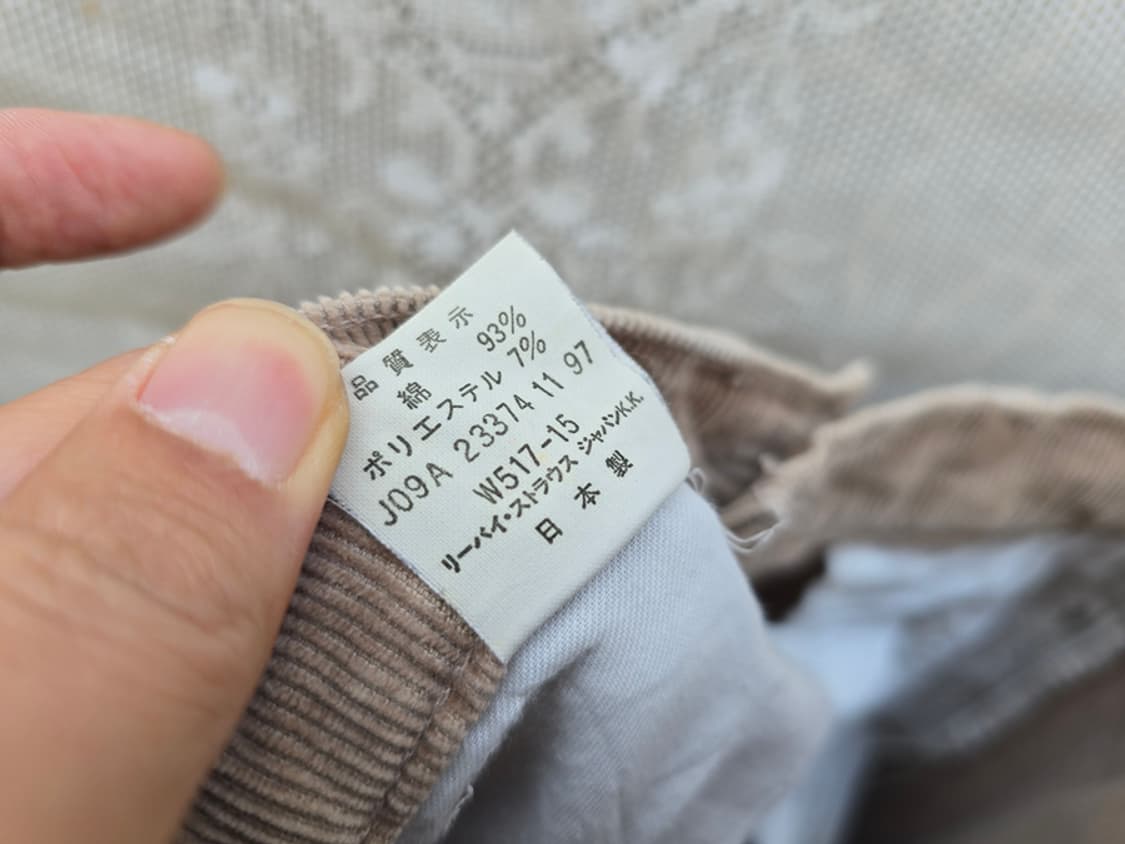 品質表示
綿 93%
ポリエステル 7%
J09A 23374 11 97
W517-15
リーバイ・ストラウス ジャパンK.K.
日本製